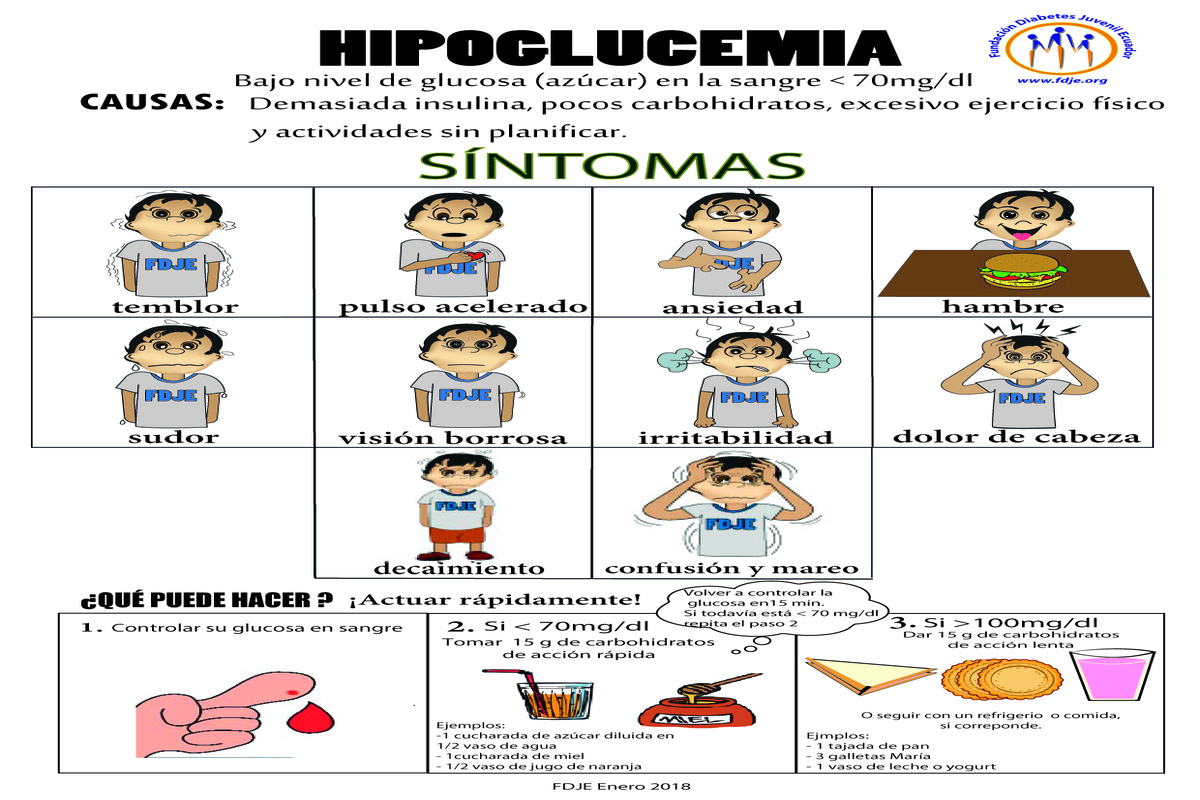 HIPOGLUCEMIA
Fundación Diabetes Juvenil Ecuador
www.fdje.org
Bajo nivel de glucosa (azúcar) en la sangre < 70mg/dl
CAUSAS: Demasiada insulina, pocos carbohidratos, excesivo ejercicio físico
y actividades sin planificar.
SÍNTOMAS
FDJE FDJE FDJE
temblor pulso acelerado ansiedad hambre
FDJE FDJE FDJE FDJE
sudor visión borrosa irritabilidad dolor de cabeza
FDJE FDJE
decaimiento confusión y mareo
¿QUÉ PUEDE HACER ? ¡Actuar rápidamente!
1. Controlar su glucosa en sangre
2. Si < 70mg/dl
Tomar 15 g de carbohidratos
de acción rápida
MIEL
Ejemplos:
-1 cucharada de azúcar diluida en
1/2 vaso de agua
- 1cucharada de miel
- 1/2 vaso de jugo de naranja
Volver a controlar la
glucosa en15 min.
Si todavía está < 70 mg/dl
repita el paso 2
3. Si >100mg/dl
Dar 15 g de carbohidratos
de acción lenta
O seguir con un refrigerio o comida,
si correponde.
Ejmplos:
- 1 tajada de pan
- 3 galletas María
- 1 vaso de leche o yogurt
FDJE Enero 2018